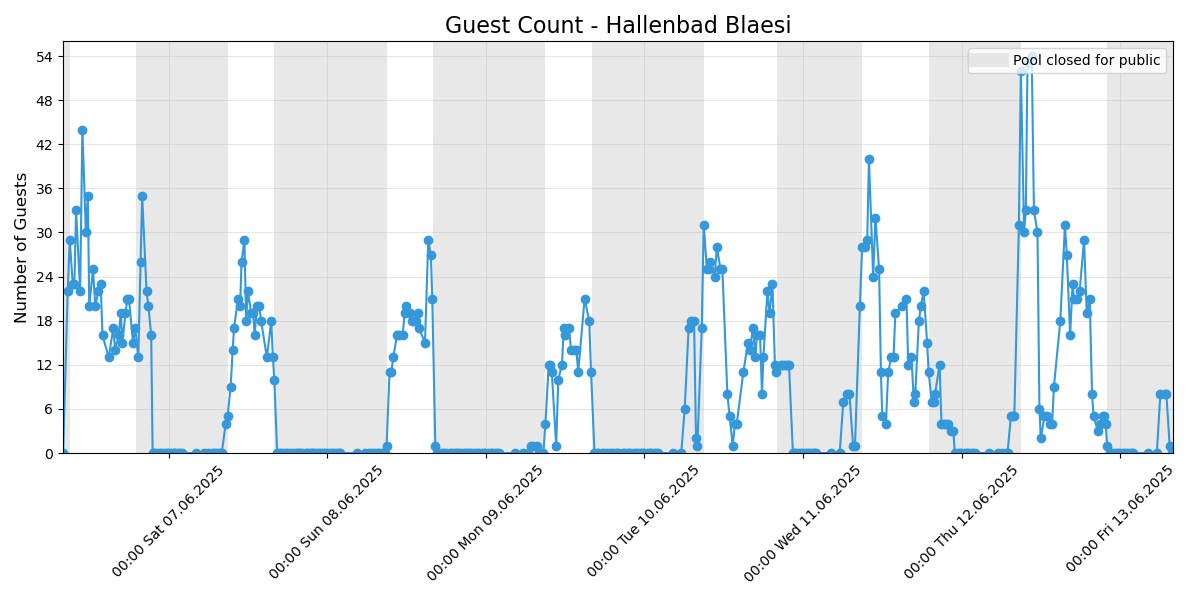 Guest Count - Hallenbad Blaesi
Pool closed for public
Number of Guests
54
48
42
36
30
24
18
12
6
0
00:00 Sat 07.06.2025
00:00 Sun 08.06.2025
00:00 Mon 09.06.2025
00:00 Tue 10.06.2025
00:00 Wed 11.06.2025
00:00 Thu 12.06.2025
00:00 Fri 13.06.2025